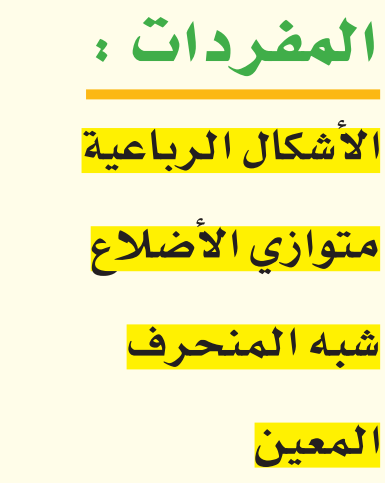 المفردات :
الأشكال الرباعية
متوازي الأضلاع
شبه المنحرف
المعين